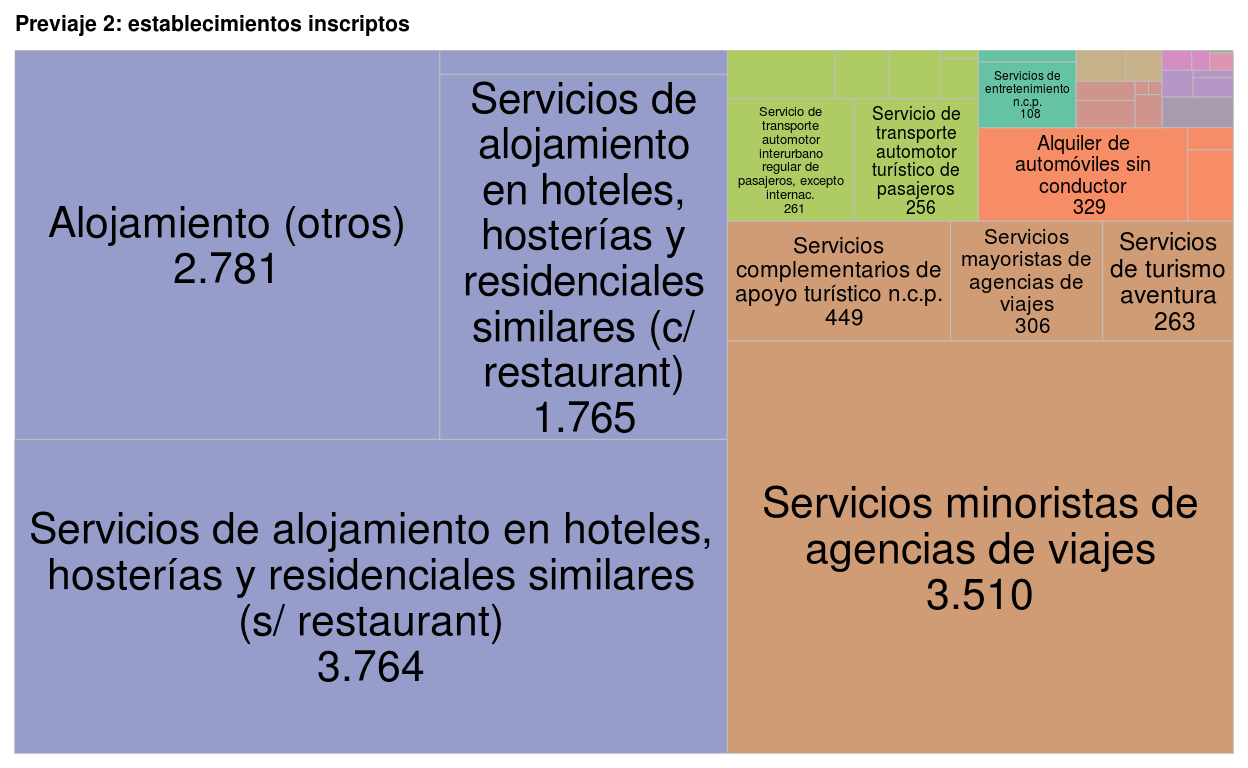 Previaje 2: establecimientos inscriptos
Alojamiento (otros)
2.781
Servicios de
alojamiento
en hoteles,
hosterías y
residenciales
similares (c/
restaurant)
1.765
Servicios de alojamiento en hoteles,
hosterías y residenciales similares
(s/ restaurant)
3.764
Servicio de
transporte
automotor
interurbano
regular de
pasajeros, excepto
internac.
261
Servicio de
transporte
automotor
turístico de
pasajeros
256
Servicios de
entretenimiento
n.c.p.
108
Alquiler de
automóviles sin
conductor
329
Servicios
complementarios de
apoyo turístico n.c.p.
449
Servicios
mayoristas de
agencias de
viajes
306
Servicios
de turismo
aventura
263
Servicios minoristas de
agencias de viajes
3.510